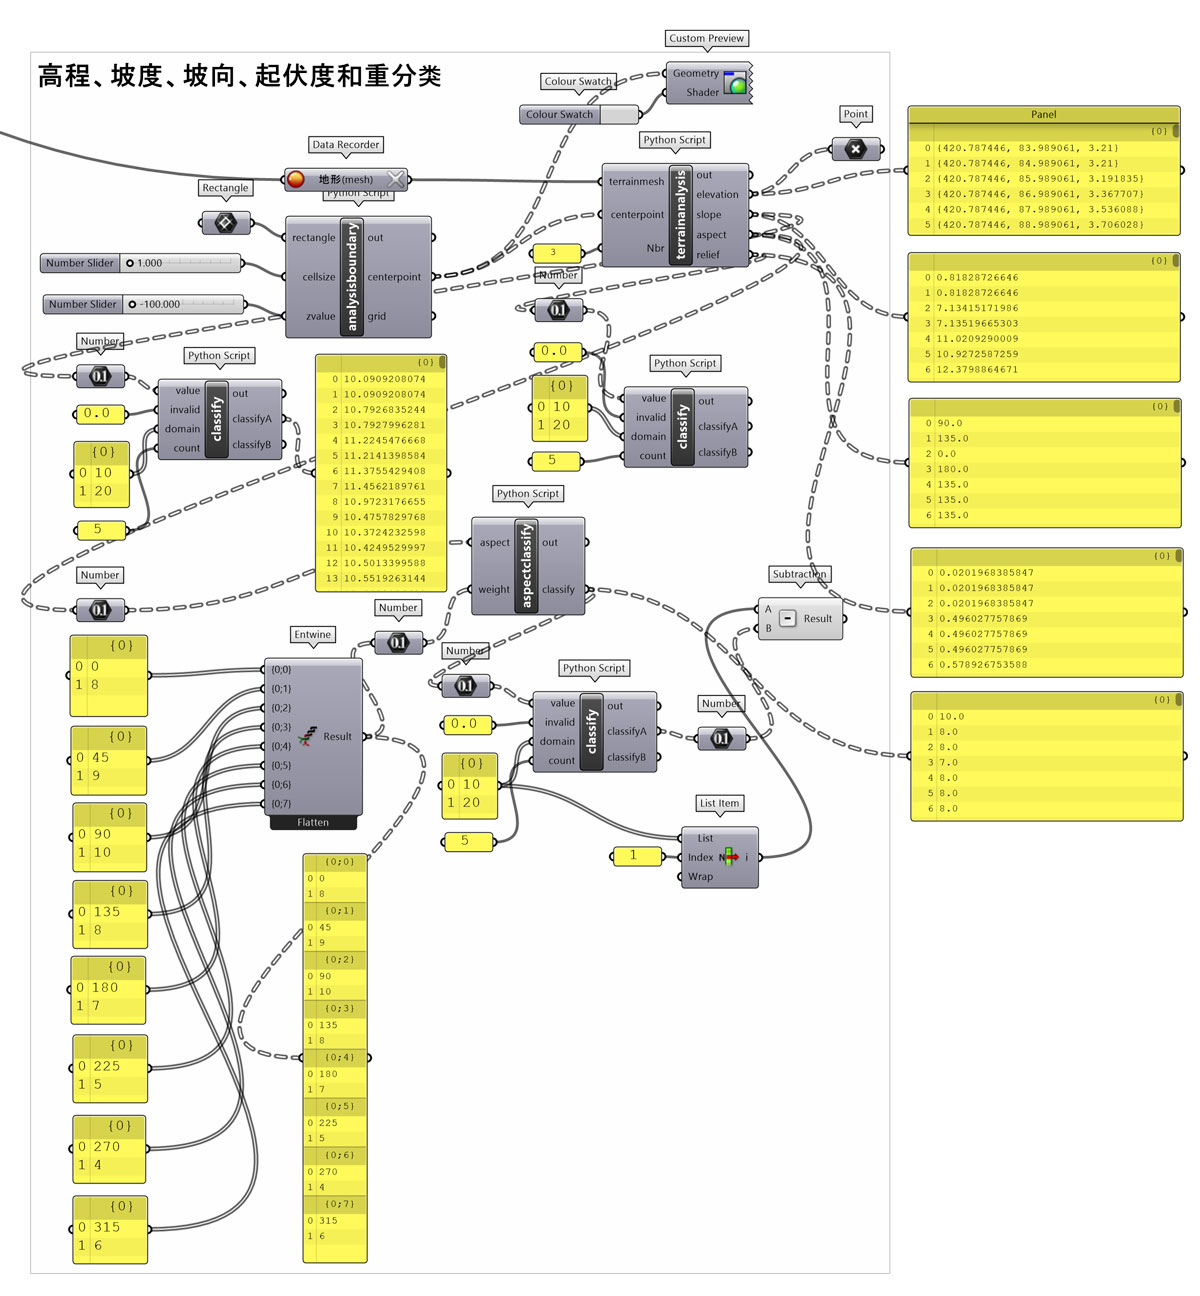 Custom Preview
高程、坡度、坡向、起伏度和重分类
Geometry
Shader
Colour Swatch
Colour Swatch
Point
Panel
{0}
0 {420.787446, 83.989061, 3.21}
1 {420.787446, 84.989061, 3.21}
2 {420.787446, 85.989061, 3.191835}
3 {420.787446, 86.989061, 3.367707}
4 {420.787446, 87.989061, 3.536088}
5 {420.787446, 88.989061, 3.706028}
Data Recorder
地形(mesh)
Python Script
terrainmesh
centerpoint
Nbr
terrainanalysis
out
elevation
slope
aspect
relief
Rectangle
Python Script
rectangle
cellsize
zvalue
analysisboundary
out
centerpoint
grid
Number Slider
1.000
Number Slider
-100.000
3
Number
0.1
{0}
0 0.81828726646
1 0.81828726646
2 7.13415171986
3 7.13519665303
4 11.0209290009
5 10.9272587259
6 12.3798864671
Number
0.1
Python Script
0.0
value
invalid
domain
count
classify
out
classifyA
classifyB
{0}
0 10
1 20
5
{0}
0 10.0909208074
1 10.0909208074
2 10.7926835244
3 10.7927996281
4 11.2245476668
5 11.2141398584
6 11.3755429408
7 11.4562189761
8 10.9723176655
9 10.4757829768
10 10.3724232598
11 10.4249529997
12 10.5013399588
13 10.5519263144
0.0
Python Script
{0}
0 10
1 20
5
value
invalid
domain
count
classify
out
classifyA
classifyB
{0}
0 90.0
1 135.0
2 0.0
3 180.0
4 135.0
5 135.0
6 135.0
Python Script
aspect
weight
aspectclassify
out
classify
Number
0.1
{0}
0 0.0201968385847
1 0.0201968385847
2 0.0201968385847
3 0.496027757869
4 0.496027757869
5 0.496027757869
6 0.578926753588
Subtraction
A
B
Result
Number
0.1
Entwine
{0;0}
{0;1}
{0;2}
{0;3}
{0;4}
{0;5}
{0;6}
{0;7}
Result
Flatten
{0}
0 0
1 8
{0}
0 45
1 9
{0}
0 90
1 10
{0}
0 135
1 8
{0}
0 180
1 7
{0}
0 225
1 5
{0}
0 270
1 4
{0}
0 315
1 6
Number
0.1
Python Script
0.0
value
invalid
domain
count
classify
out
classifyA
classifyB
{0}
0 10
1 20
5
Number
0.1
{0}
0 10.0
1 8.0
2 8.0
3 7.0
4 8.0
5 8.0
6 8.0
List Item
1
List
Index
Wrap
N
i
{0;0}
0 0
1 8
{0;1}
0 45
1 9
{0;2}
0 90
1 10
{0;3}
0 135
1 8
{0;4}
0 180
1 7
{0;5}
0 225
1 5
{0;6}
0 270
1 4
{0;7}
0 315
1 6